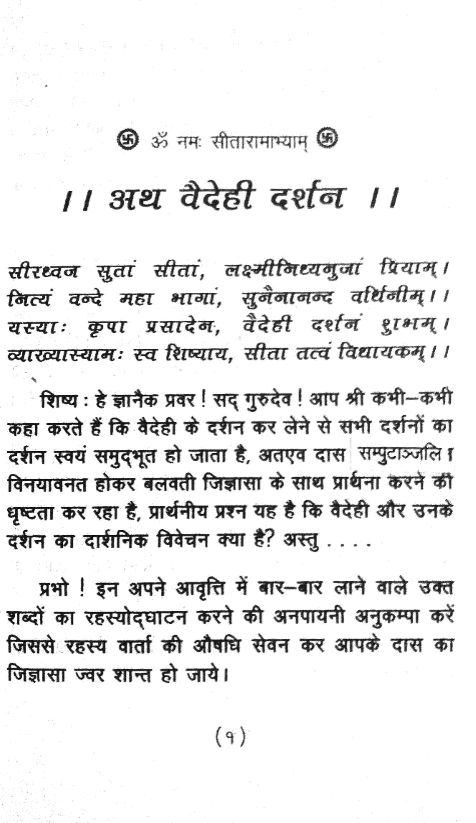 卐 ॐ नमः सीतारामाभ्याम् 卐
।। अथ वैदेही दर्शन ।।
सीरध्वज सुतां सीतां, लक्ष्मीनिध्यनुजां प्रियाम्।
नित्यं वन्दे महा भागां, सुनैनानन्द वर्धिनीम्।।
यस्याः कृपा प्रसादेन, वैदेही दर्शनं शुभम्।
व्याख्यास्यामः स्व शिष्याय, सीता तत्वं विधायकम्।।
शिष्य : हे ज्ञानैक प्रवर ! सद् गुरुदेव ! आप श्री कभी–कभी
कहा करते हैं कि वैदेही के दर्शन कर लेने से सभी दर्शनों का
दर्शन स्वयं समुद्भूत हो जाता है, अतएव दास सम्पुटाञ्जलि।
विनयावनत होकर बलवती जिज्ञासा के साथ प्रार्थना करने की
धृष्टता कर रहा है, प्रार्थनीय प्रश्न यह है कि वैदेही और उनके
दर्शन का दार्शनिक विवेचन क्या है? अस्तु . . . .
प्रभो ! इन अपने आवृत्ति में बार–बार लाने वाले उक्त
शब्दों का रहस्योद्घाटन करने की अनपायनी अनुकम्पा करें
जिससे रहस्य वार्ता की औषधि सेवन कर आपके दास का
जिज्ञासा ज्वर शान्त हो जाये।
(१)